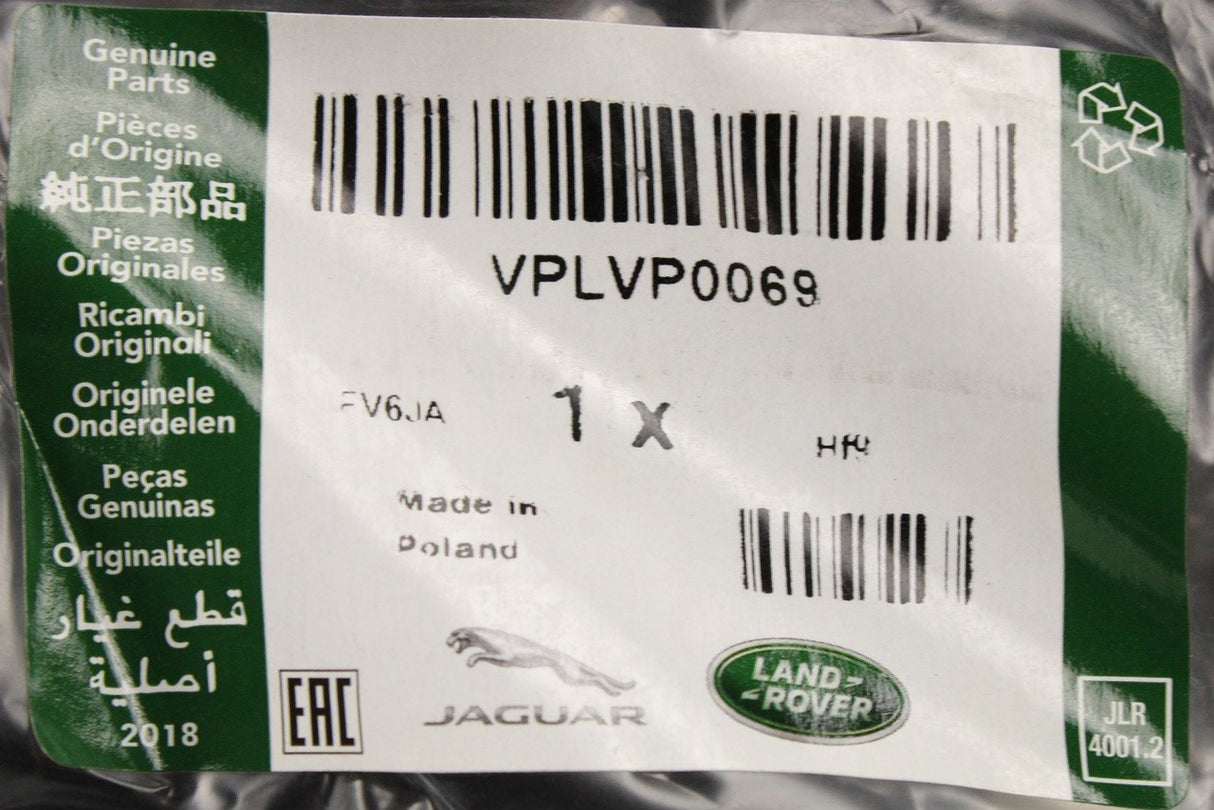 Genuine
Parts
Pièces
d'Origine
純正部品
Piezas
Originales
Ricambi
Originali
Originele
Onderdelen
Peças
Genuinas
Originalteile
قطع غيار
أصلية
2018
VPLVP0069
FV6JA
1 x
Made in
Poland
EAC
JAGUAR
LAND
ROVER
JLR
4001.2